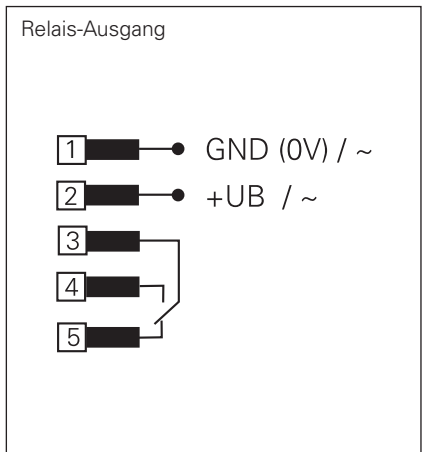 Relais-Ausgang
1 GND (0V) / ~
2 +UB / ~
3
4
5